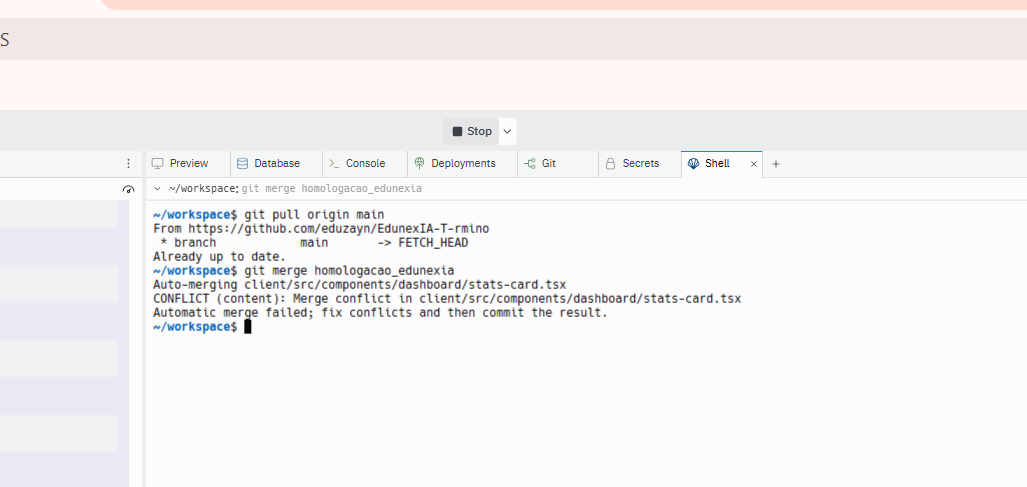 S
Stop
Preview
Database
Console
Deployments
Git
Secrets
Shell
~/workspace: git merge homologacao_edunexia
~/workspace$ git pull origin main
From https://github.com/eduzayn/EdunexIA-T-rmino
 * branch            main       -> FETCH_HEAD
Already up to date.
~/workspace$ git merge homologacao_edunexia
Auto-merging client/src/components/dashboard/stats-card.tsx
CONFLICT (content): Merge conflict in client/src/components/dashboard/stats-card.tsx
Automatic merge failed; fix conflicts and then commit the result.
~/workspace$